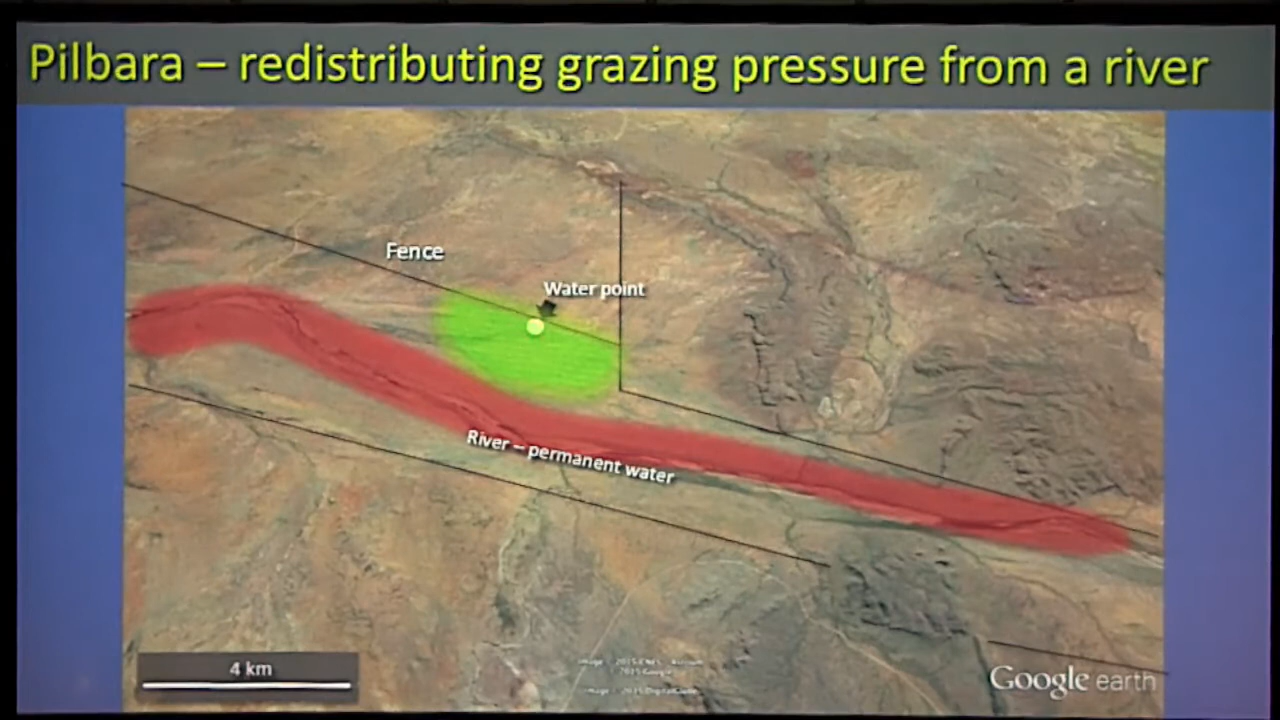 Pilbara – redistributing grazing pressure from a river
Fence
Water point
River – permanent water
4 km
Google earth